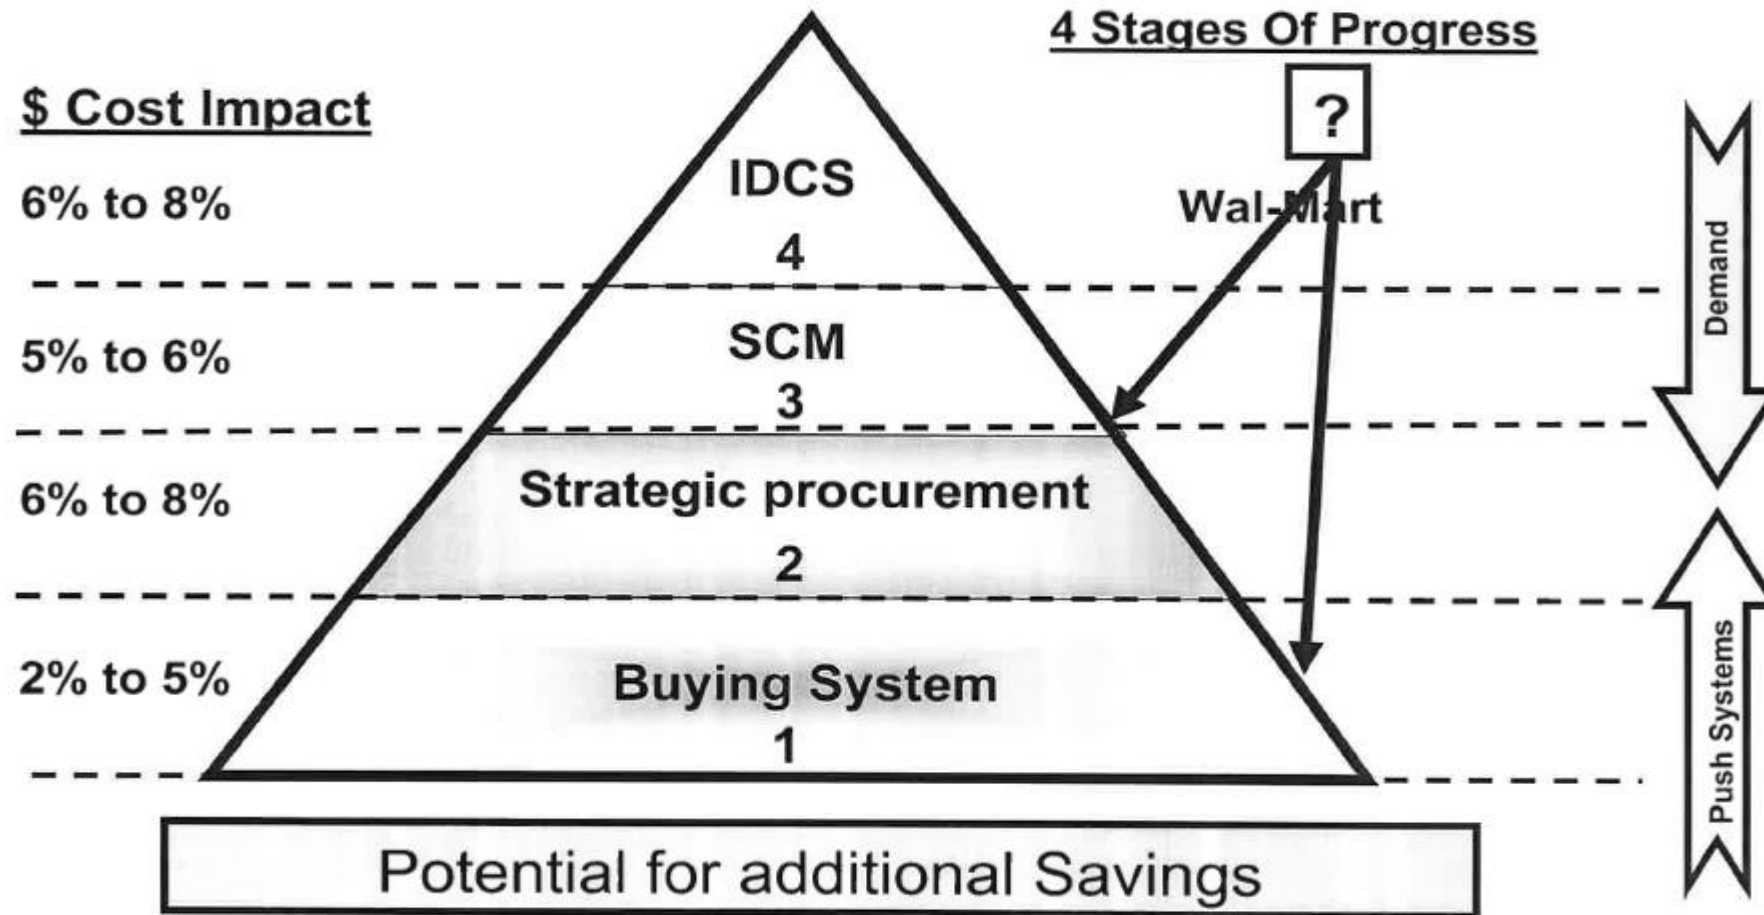 4 Stages Of Progress
$ Cost Impact
?
6% to 8%
IDCS
4
Wal-Mart
5% to 6%
SCM
3
6% to 8%
Strategic procurement
2
2% to 5%
Buying System
1
Demand
Push Systems
Potential for additional Savings